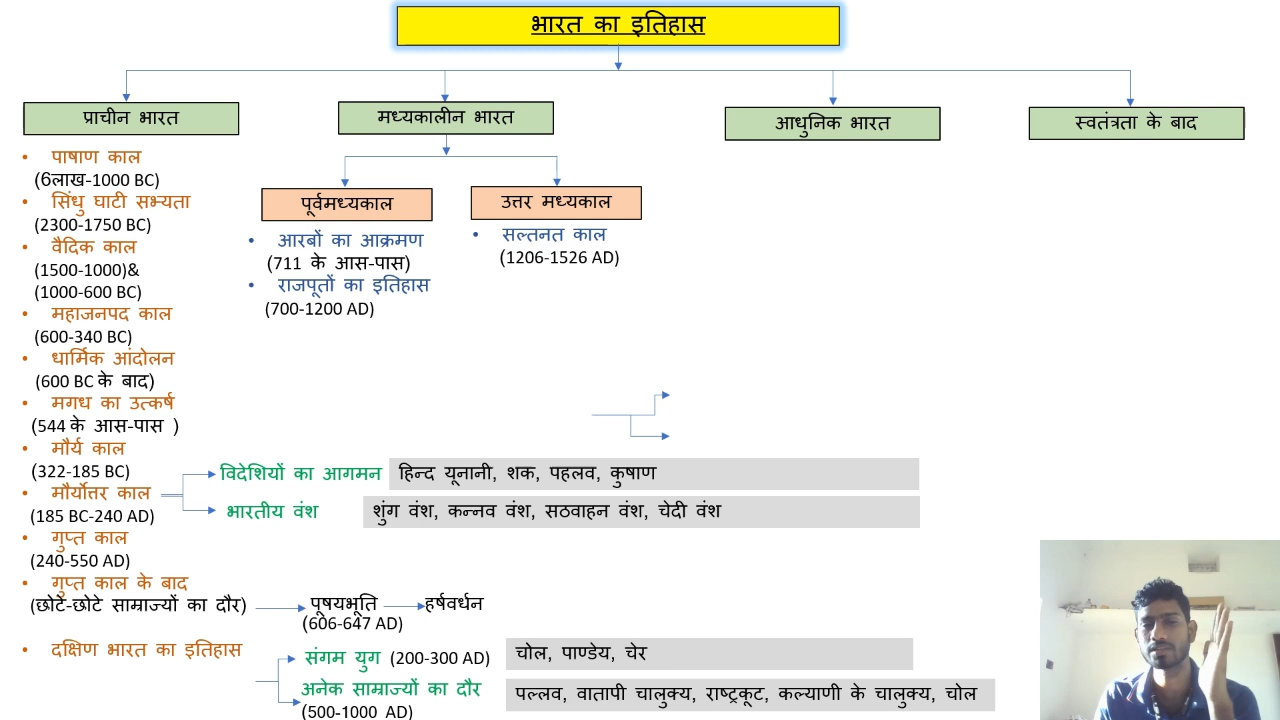 भारत का इतिहास
प्राचीन भारत
मध्यकालीन भारत
आधुनिक भारत
स्वतंत्रता के बाद
• पाषाण काल
(6लाख-1000 BC)
• सिंधु घाटी सभ्यता
(2300-1750 BC)
• वैदिक काल
(1500-1000)&
(1000-600 BC)
• महाजनपद काल
(600-340 BC)
• धार्मिक आंदोलन
(600 BC के बाद)
• मगध का उत्कर्ष
(544 के आस-पास )
• मौर्य काल
(322-185 BC)
• मौर्योत्तर काल
(185 BC-240 AD)
• गुप्त काल
(240-550 AD)
• गुप्त काल के बाद
(छोटे-छोटे साम्राज्यों का दौर)
• दक्षिण भारत का इतिहास
पूर्वमध्यकाल
• आरबों का आक्रमण
(711 के आस-पास)
• राजपूतों का इतिहास
(700-1200 AD)
उत्तर मध्यकाल
• सल्तनत काल
(1206-1526 AD)
विदेशियों का आगमन
हिन्द यूनानी, शक, पहलव, कुषाण
भारतीय वंश
शुंग वंश, कन्नव वंश, सठवाहन वंश, चेदी वंश
पूषयभूति
हर्षवर्धन
(606-647 AD)
संगम युग (200-300 AD)
चोल, पाण्डेय, चेर
अनेक साम्राज्यों का दौर
(500-1000 AD)
पल्लव, वातापी चालुक्य, राष्ट्रकूट, कल्याणी के चालुक्य, चोल